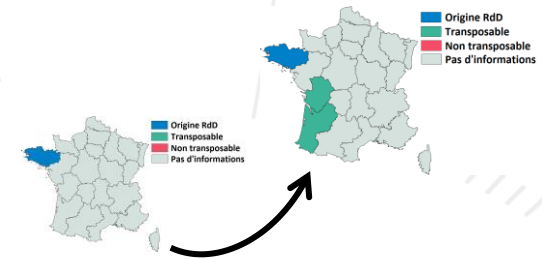 Origine RdD
Transposable
Non transposable
Pas d'informations
Origine RdD
Transposable
Non transposable
Pas d'informations